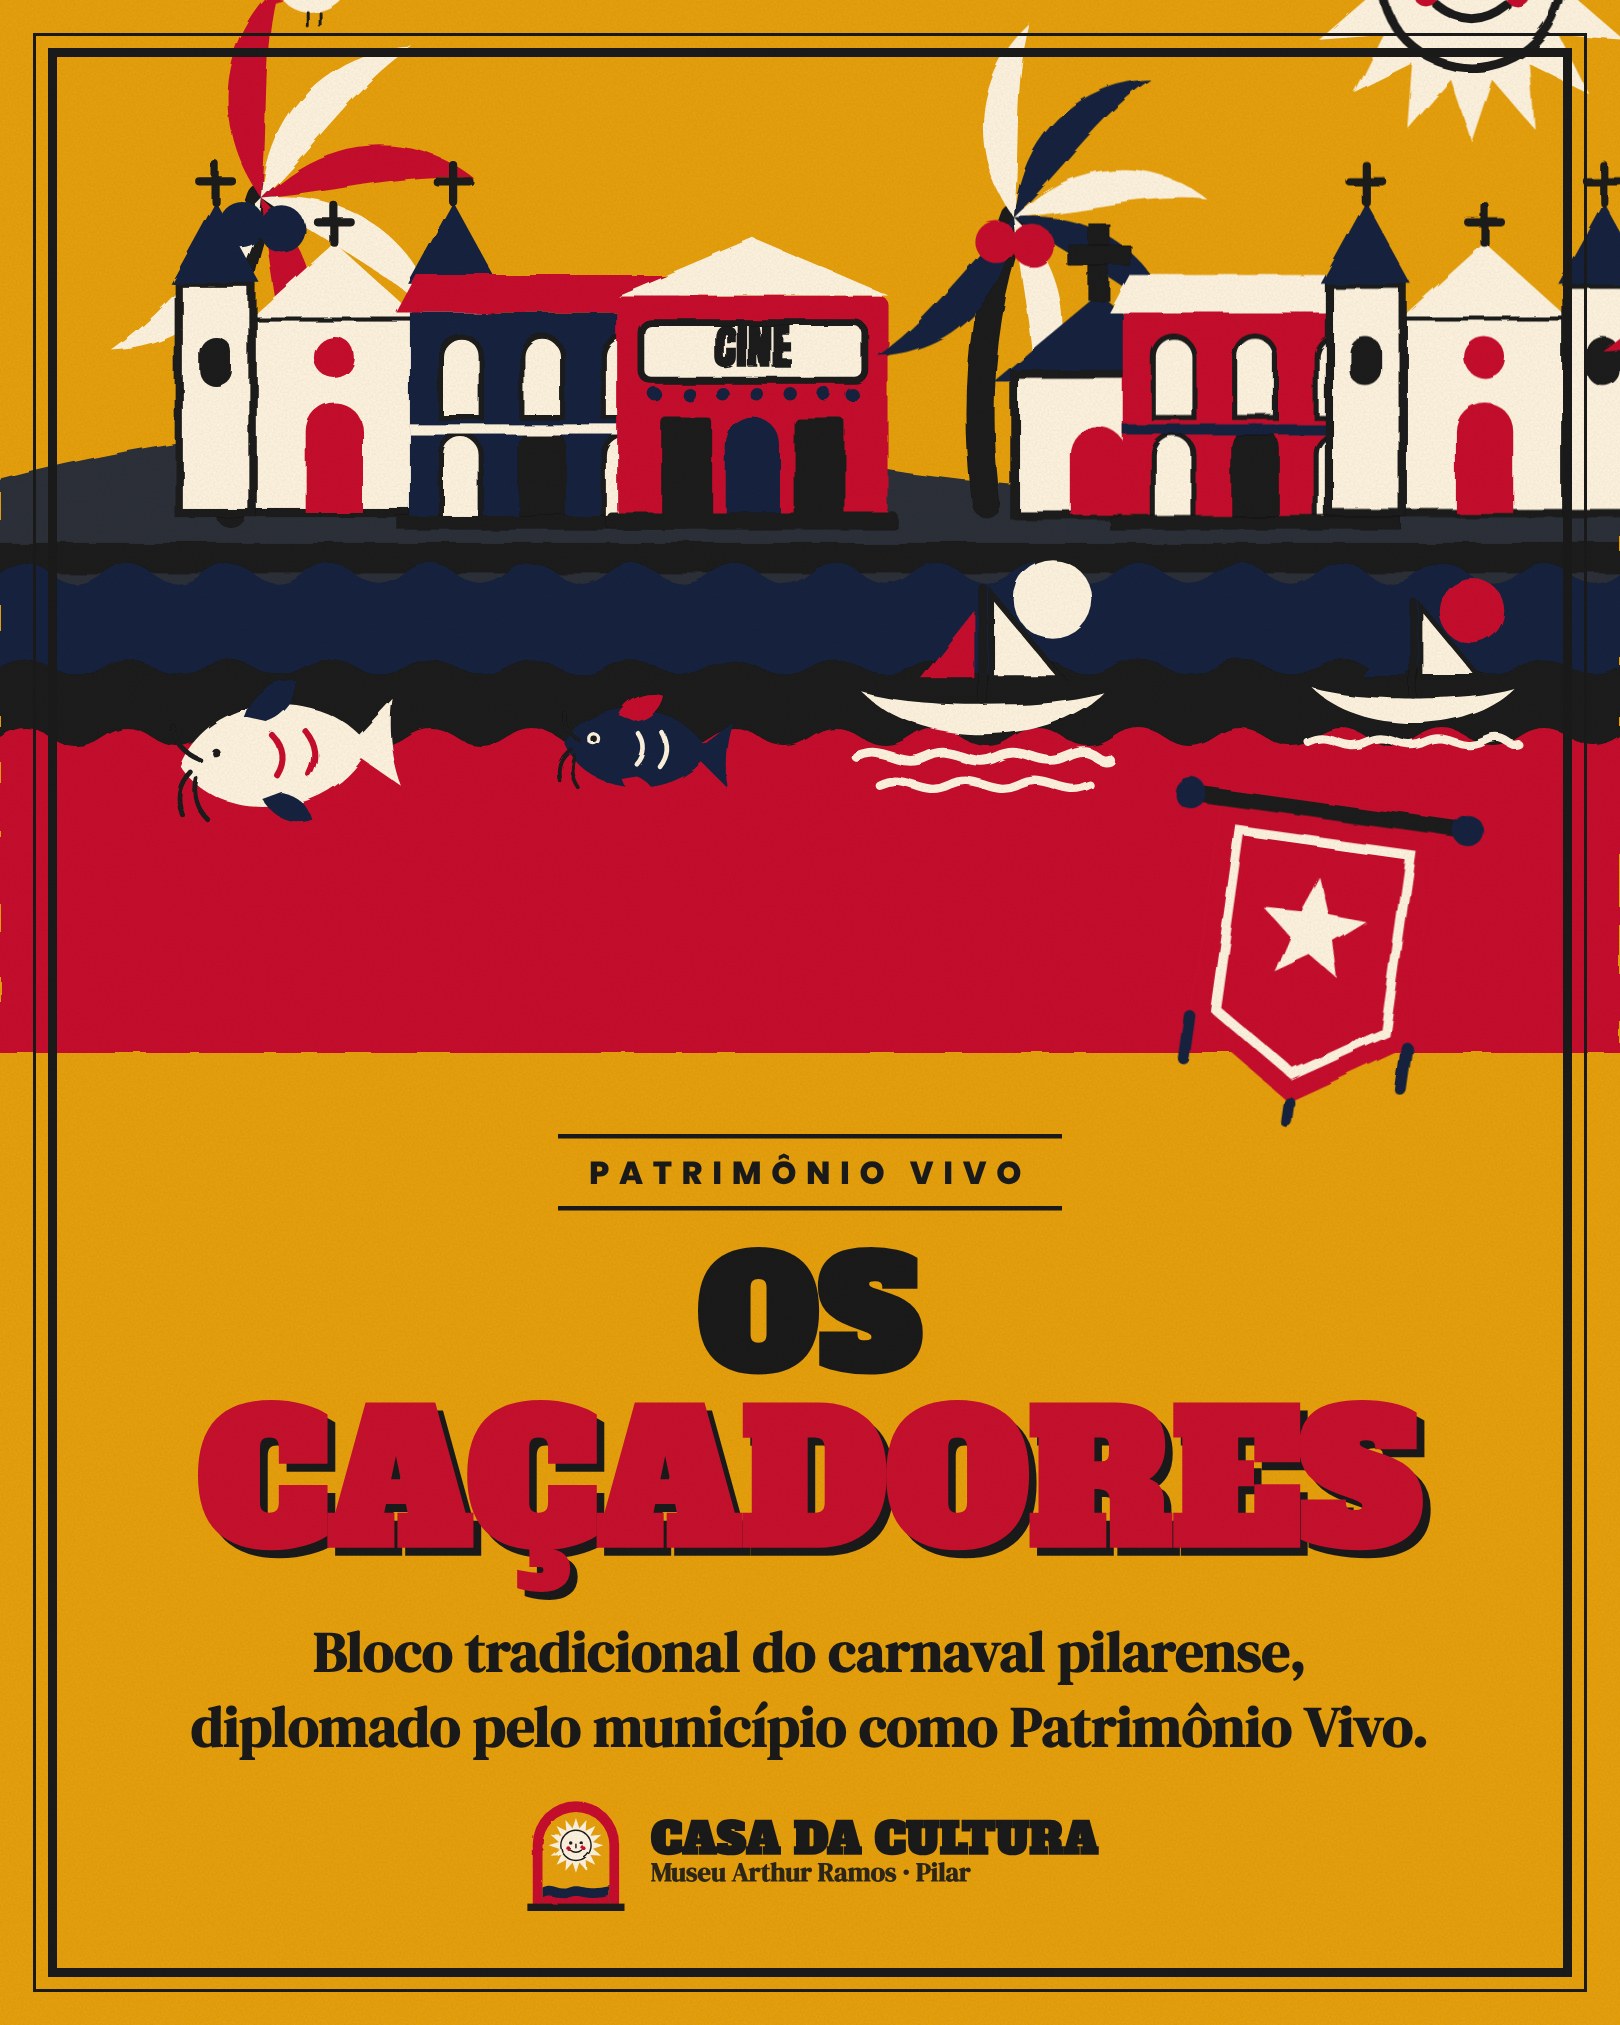 CINE
PATRIMÔNIO VIVO
OS
CAÇADORES
Bloco tradicional do carnaval pilarense,
diplomado pelo município como Patrimônio Vivo.
CASA DA CULTURA
Museu Arthur Ramos · Pilar